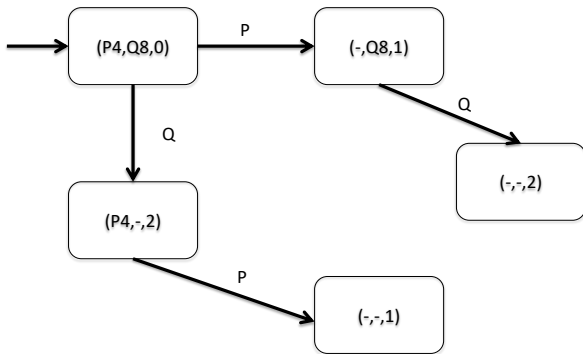 (P4,Q8,0)
P
(-,Q8,1)
Q
Q
(-,-,2)
(P4,-,2)
P
(-,-,1)